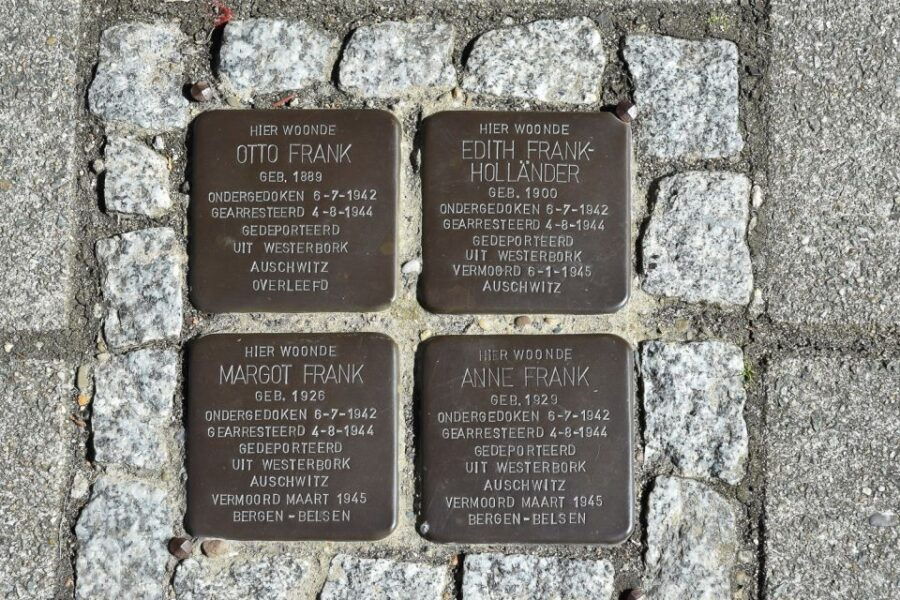 HIER WOONDE
OTTO FRANK
GEB. 1889
ONDERGEDOKEN 6-7-1942
GEARRESTEERD 4-8-1944
GEDEPORTEERD
UIT WESTERBORK
AUSCHWITZ
OVERLEEFD
HIER WOONDE
EDITH FRANK-
HOLLÄNDER
GEB. 1900
ONDERGEDOKEN 6-7-1942
GEARRESTEERD 4-8-1944
GEDEPORTEERD
UIT WESTERBORK
VERMOORD 6-1-1945
AUSCHWITZ
HIER WOONDE
MARGOT FRANK
GEB. 1926
ONDERGEDOKEN 6-7-1942
GEARRESTEERD 4-8-1944
GEDEPORTEERD
UIT WESTERBORK
AUSCHWITZ
VERMOORD MAART 1945
BERGEN-BELSEN
HIER WOONDE
ANNE FRANK
GEB. 1929
ONDERGEDOKEN 6-7-1942
GEARRESTEERD 4-8-1944
GEDEPORTEERD
UIT WESTERBORK
AUSCHWITZ
VERMOORD MAART 1945
BERGEN-BELSEN